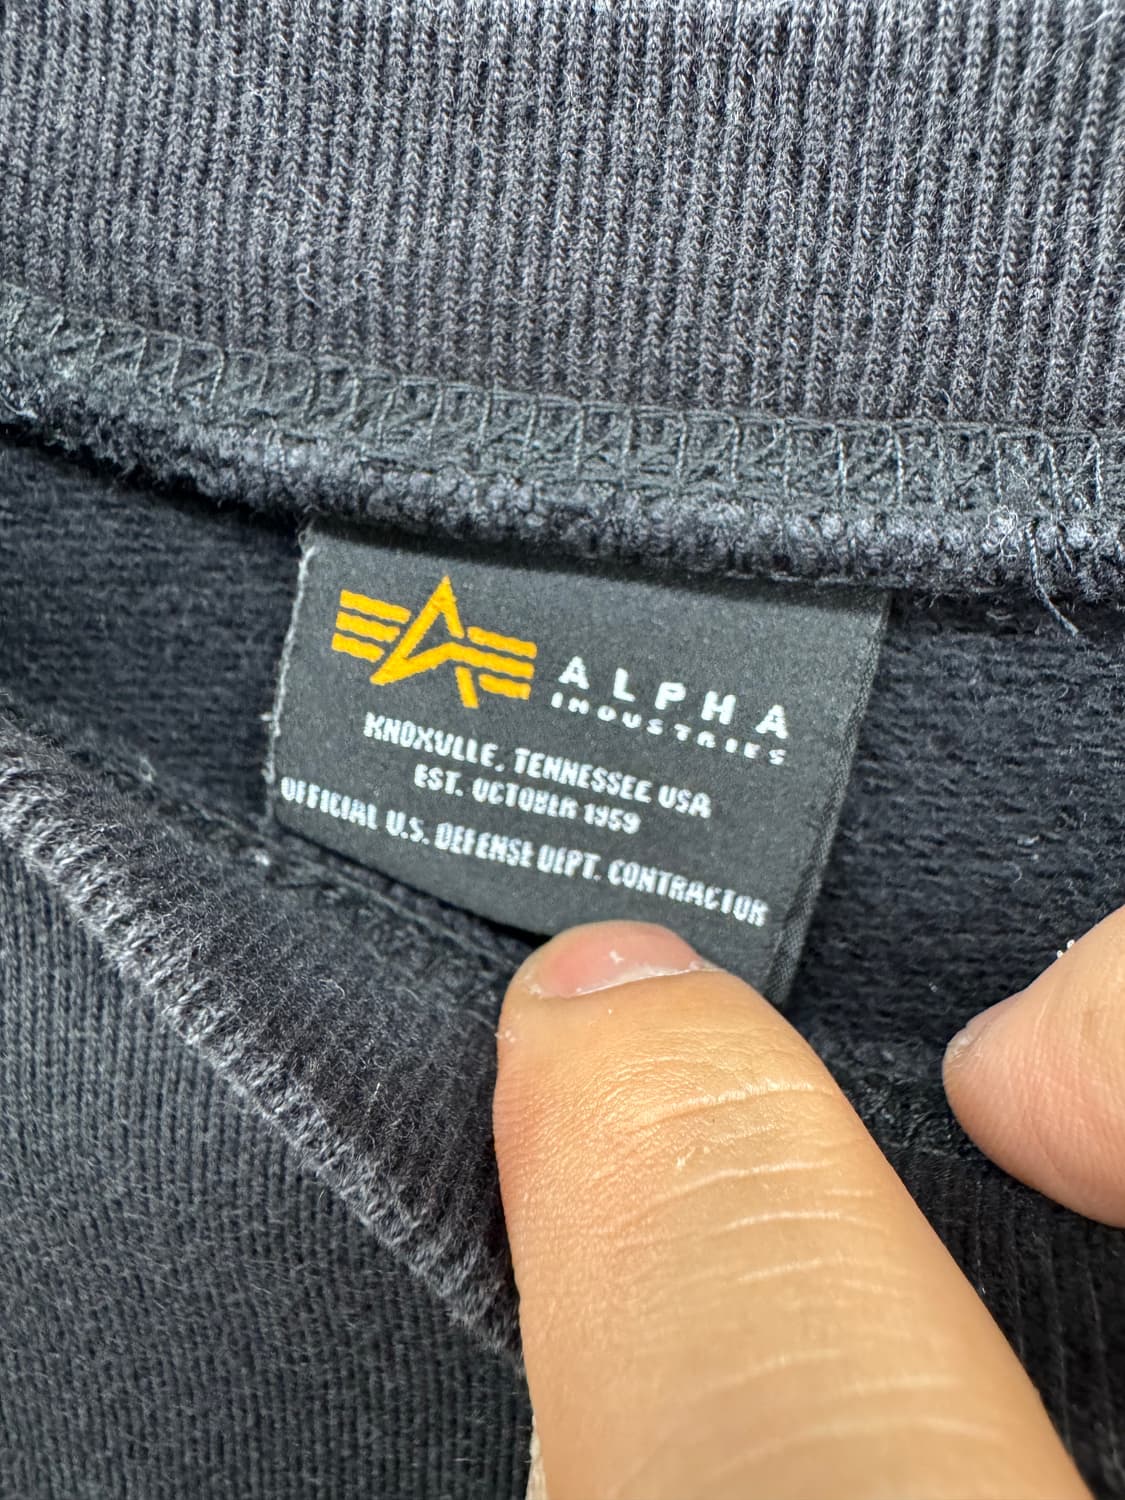 ALPHA
INDUSTRIES
KNOXVILLE, TENNESSEE USA
EST. OCTOBER 1959
OFFICIAL U.S. DEFENSE DEPT. CONTRACTOR